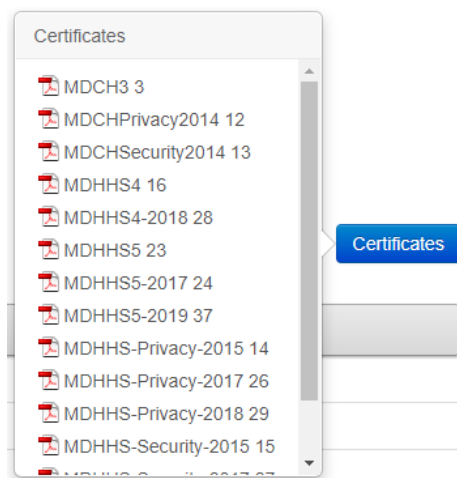 Certificates
MDCH3 3
MDCHPrivacy2014 12
MDCHSecurity2014 13
MDHHS4 16
MDHHS4-2018 28
Certificates
MDHHS5 23
MDHHS5-2017 24
MDHHS5-2019 37
MDHHS-Privacy-2015 14
MDHHS-Privacy-2017 26
MDHHS-Privacy-2018 29
MDHHS-Security-2015 15